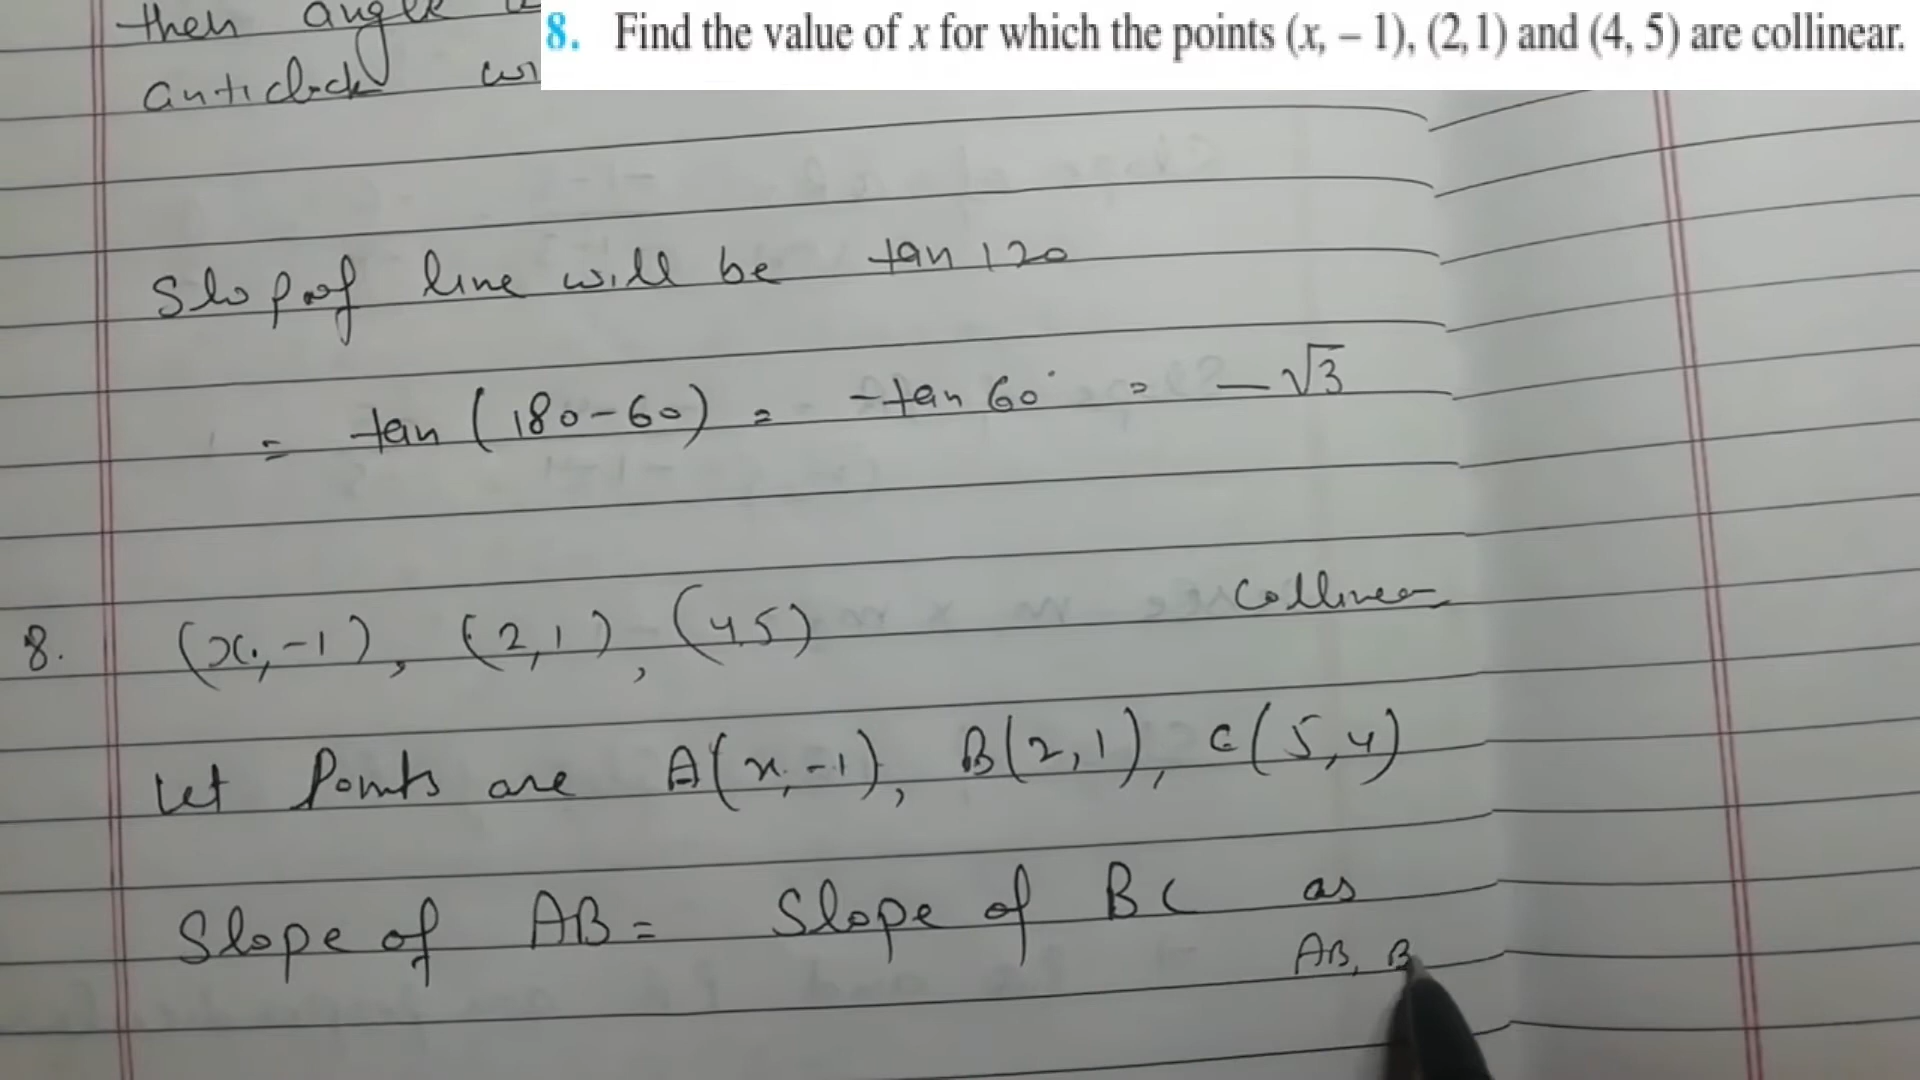 then angle
8. Find the value of x for which the points (x, – 1), (2,1) and (4, 5) are collinear.
anticlock wi
Slop of line will be tan 120
= tan (180-60) = -tan 60° = -√3
8. (x, -1), (2,1), (4,5) Collinear
Let Points are A(x,-1), B(2,1), C(5,4)
Slope of AB = Slope of BC as
AB, B